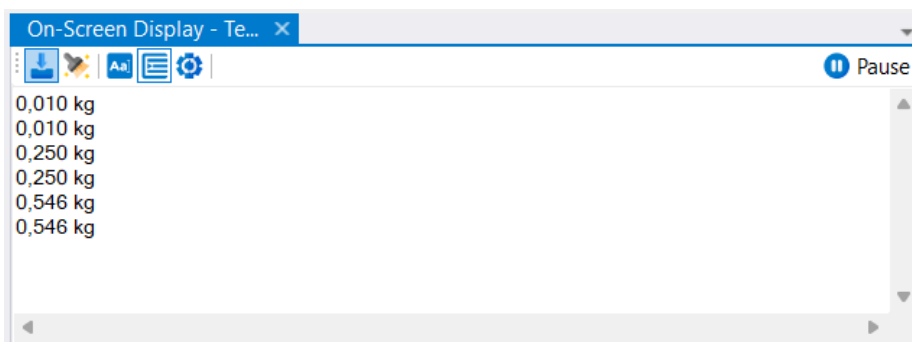 On-Screen Display - Te...
Aa
Pause
0,010 kg
0,010 kg
0,250 kg
0,250 kg
0,546 kg
0,546 kg